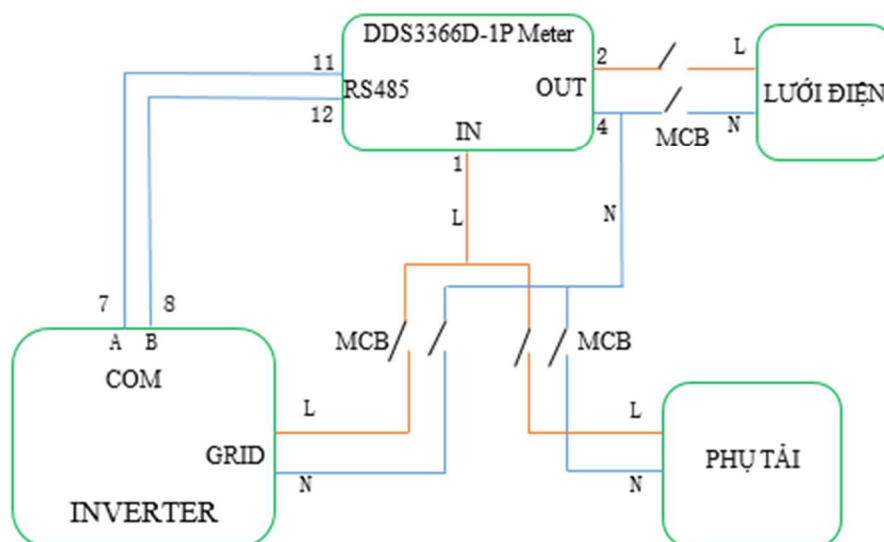 DDS3366D-1P Meter
11
RS485
12
OUT
2
4
IN
1
L
L
N
MCB
LƯỚI ĐIỆN
N
7
8
A
B
COM
MCB
MCB
L
GRID
N
INVERTER
L
N
PHỤ TẢI